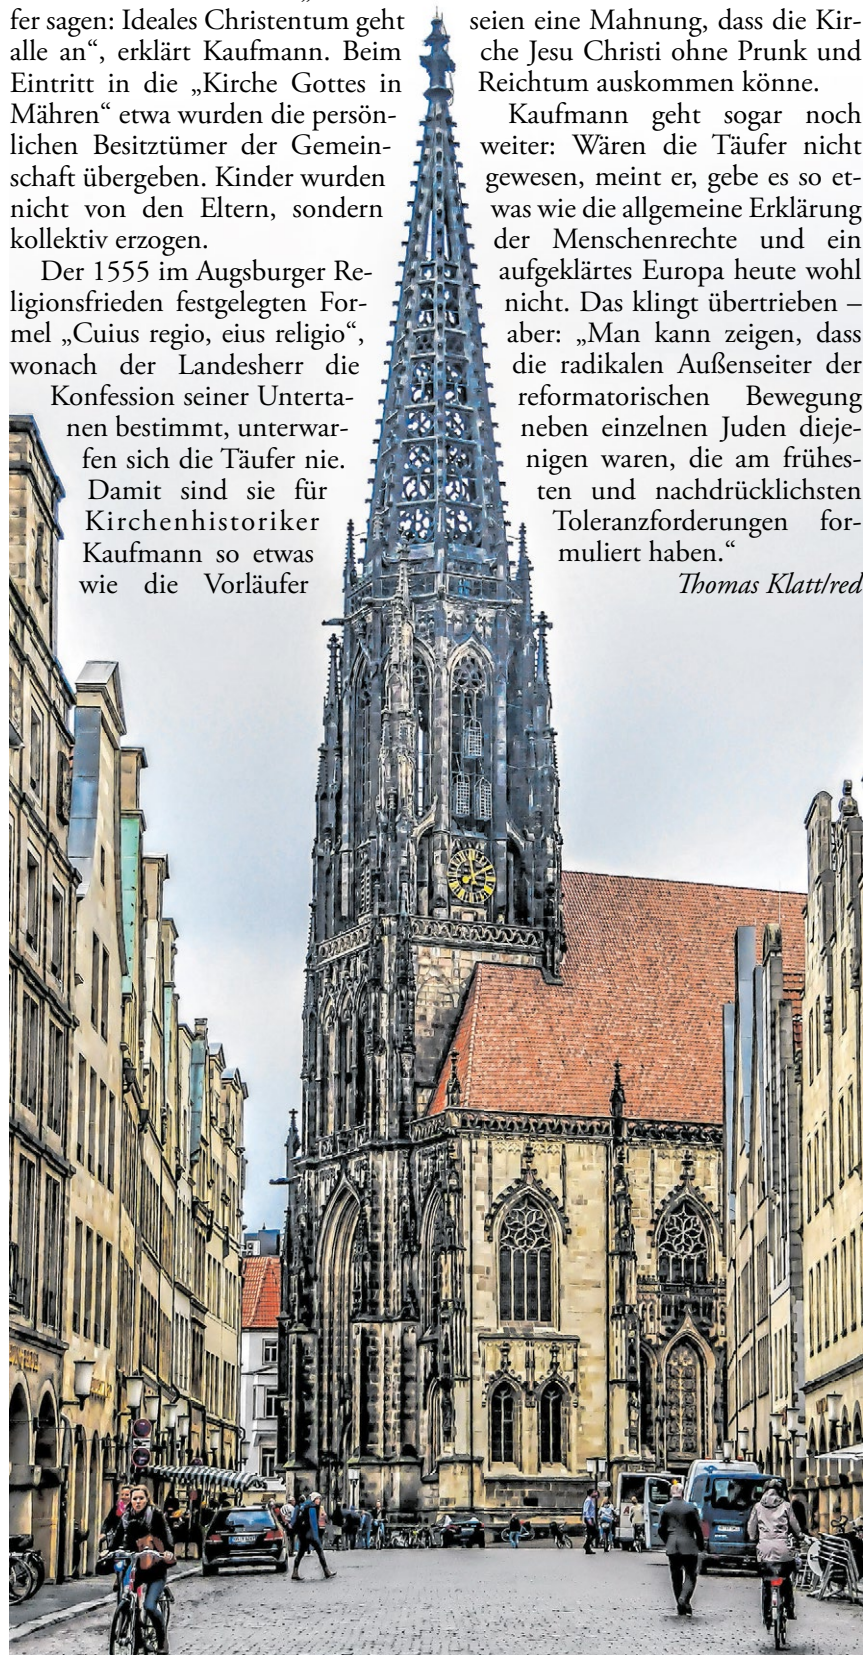 fer sagen: Ideales Christentum geht
alle an“, erklärt Kaufmann. Beim
Eintritt in die „Kirche Gottes in
Mähren“ etwa wurden die persön-
lichen Besitztümer der Gemein-
schaft übergeben. Kinder wurden
nicht von den Eltern, sondern
kollektiv erzogen.
Der 1555 im Augsburger Re-
ligionsfrieden festgelegten For-
mel „Cuius regio, eius religio“,
wonach der Landesherr die
Konfession seiner Unterta-
nen bestimmt, unterwar-
fen sich die Täufer nie.
Damit sind sie für
Kirchenhistoriker
Kaufmann so etwas
wie die Vorläufer
seien eine Mahnung, dass die Kir-
che Jesu Christi ohne Prunk und
Reichtum auskommen könne.
Kaufmann geht sogar noch
weiter: Wären die Täufer nicht
gewesen, meint er, gebe es so et-
was wie die allgemeine Erklärung
der Menschenrechte und ein
aufgeklärtes Europa heute wohl
nicht. Das klingt übertrieben –
aber: „Man kann zeigen, dass
die radikalen Außenseiter der
reformatorischen Bewegung
neben einzelnen Juden dieje-
nigen waren, die am frühes-
ten und nachdrücklichsten
Toleranzforderungen for-
muliert haben.“
Thomas Klatt/red